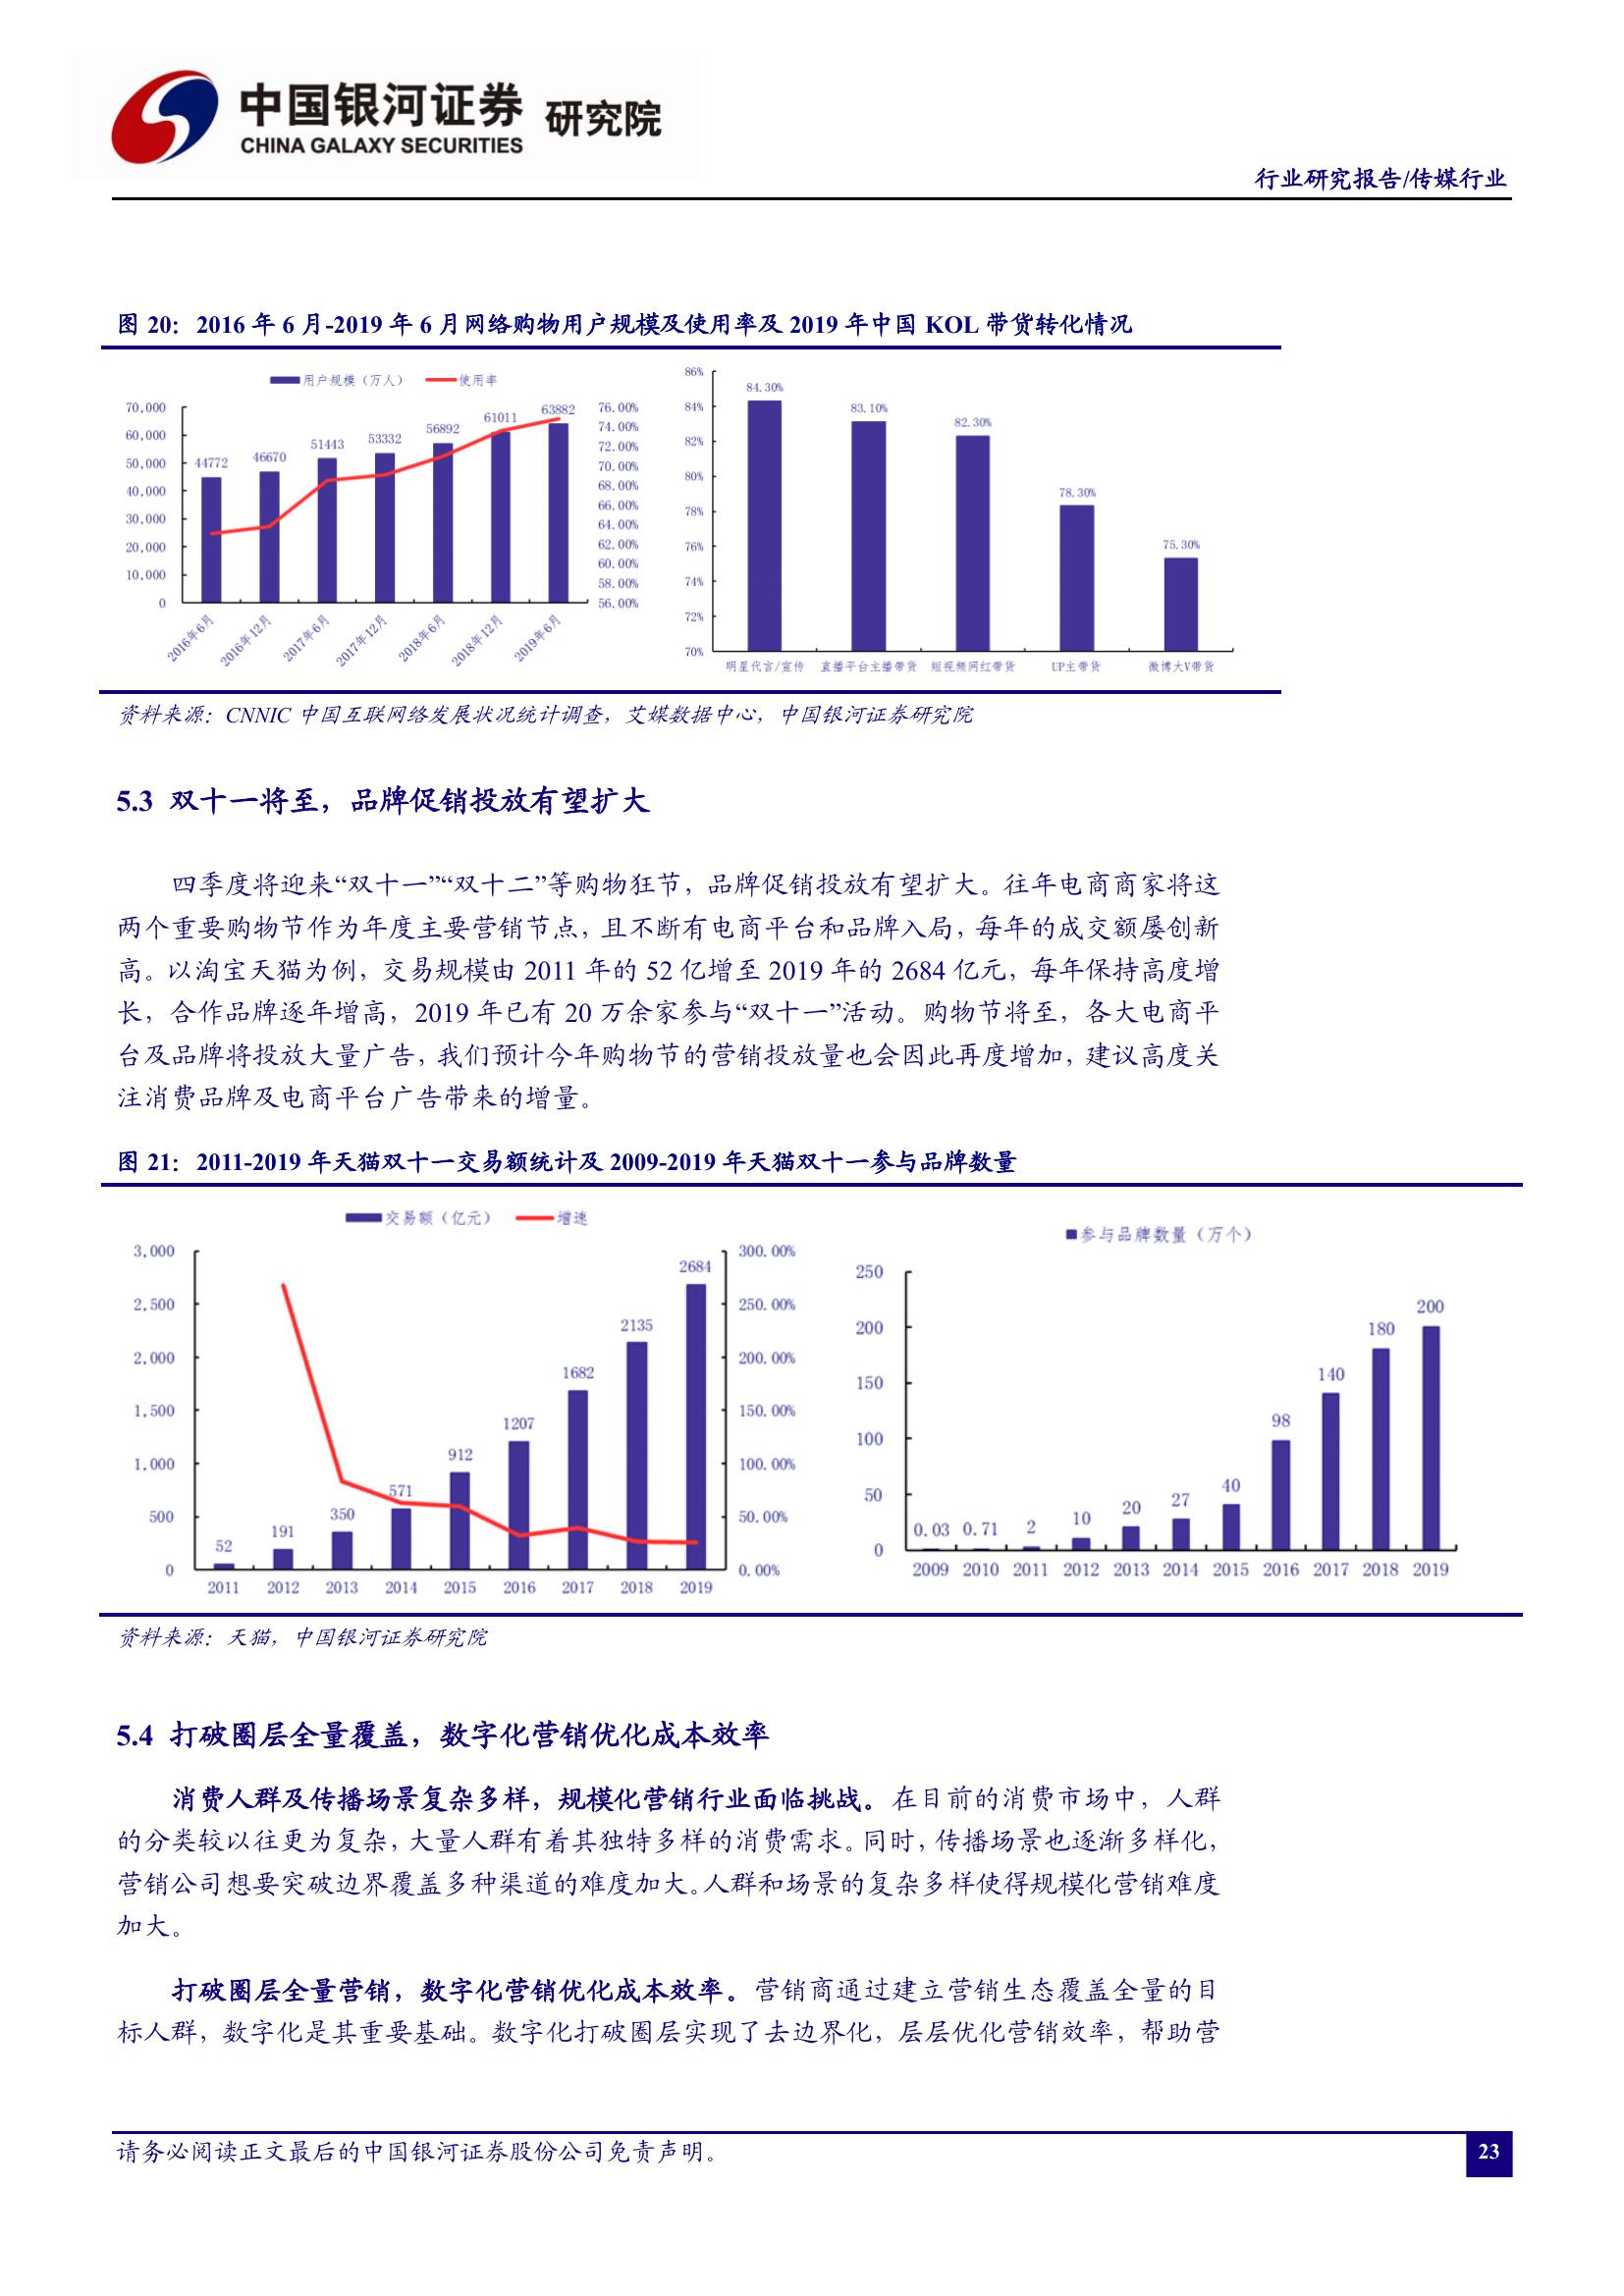 中国银河证券 研究院
CHINA GALAXY SECURITIES
行业研究报告/传媒行业
图 20：2016 年 6 月-2019 年 6 月网络购物用户规模及使用率及 2019 年中国 KOL 带货转化情况
用户规模（万人） 使用率
70,000
60,000
50,000
40,000
30,000
20,000
10,000
0
44772
46670
51443
53332
56892
61011
63882
76.00%
74.00%
72.00%
70.00%
68.00%
66.00%
64.00%
62.00%
60.00%
58.00%
56.00%
2016年6月
2016年12月
2017年6月
2017年12月
2018年6月
2018年12月
2019年6月
86%
84%
82%
80%
78%
76%
74%
72%
70%
84.30%
83.10%
82.30%
78.30%
75.30%
明星代言/宣传 直播平台主播带货 短视频网红带货 UP主带货 微博大V带货
资料来源：CNNIC 中国互联网络发展状况统计调查，艾媒数据中心，中国银河证券研究院
5.3 双十一将至，品牌促销投放有望扩大
四季度将迎来“双十一”“双十二”等购物狂节，品牌促销投放有望扩大。往年电商商家将这
两个重要购物节作为年度主要营销节点，且不断有电商平台和品牌入局，每年的成交额屡创新
高。以淘宝天猫为例，交易规模由 2011 年的 52 亿增至 2019 年的 2684 亿元，每年保持高度增
长，合作品牌逐年增高，2019 年已有 20 万余家参与“双十一”活动。购物节将至，各大电商平
台及品牌将投放大量广告，我们预计今年购物节的营销投放量也会因此再度增加，建议高度关
注消费品牌及电商平台广告带来的增量。
图 21：2011-2019 年天猫双十一交易额统计及 2009-2019 年天猫双十一参与品牌数量
交易额（亿元） 增速
3,000
2,500
2,000
1,500
1,000
500
0
52
191
350
571
912
1207
1682
2135
2684
300.00%
250.00%
200.00%
150.00%
100.00%
50.00%
0.00%
2011 2012 2013 2014 2015 2016 2017 2018 2019
参与品牌数量（万个）
250
200
150
100
50
0
0.03 0.71 2 10 20 27 40 98 140 180 200
2009 2010 2011 2012 2013 2014 2015 2016 2017 2018 2019
资料来源：天猫，中国银河证券研究院
5.4 打破圈层全量覆盖，数字化营销优化成本效率
消费人群及传播场景复杂多样，规模化营销行业面临挑战。在目前的消费市场中，人群
的分类较以往更为复杂，大量人群有着其独特多样的消费需求。同时，传播场景也逐渐多样化，
营销公司想要突破边界覆盖多种渠道的难度加大。人群和场景的复杂多样使得规模化营销难度
加大。
打破圈层全量营销，数字化营销优化成本效率。营销商通过建立营销生态覆盖全量的目
标人群，数字化是其重要基础。数字化打破圈层实现了去边界化，层层优化营销效率，帮助营
请务必阅读正文最后的中国银河证券股份公司免责声明。
23